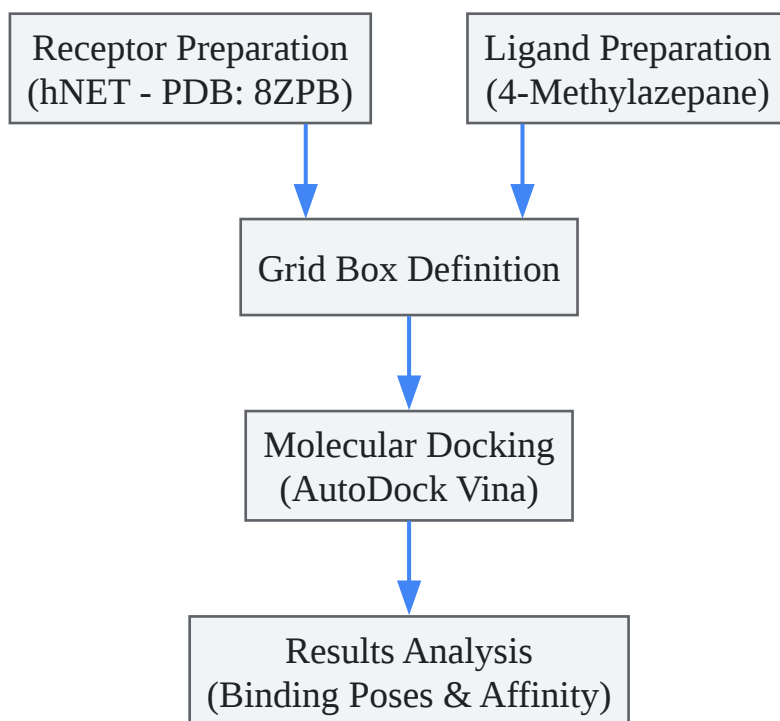 Receptor Preparation
(hNET - PDB: 8ZPB)
Ligand Preparation
(4-Methylazepane)
Grid Box Definition
Molecular Docking
(AutoDock Vina)
Results Analysis
(Binding Poses & Affinity)